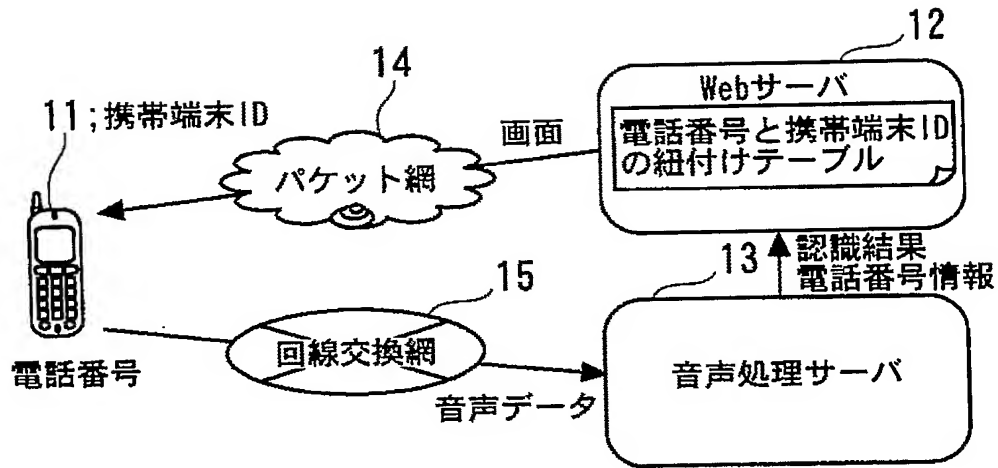 12
Webサーバ
電話番号と携帯端末ID
の紐付けテーブル
14
11;携帯端末ID
画面
パケット網
認識結果
電話番号情報
13
15
回線交換網
音声データ
電話番号
音声処理サーバ